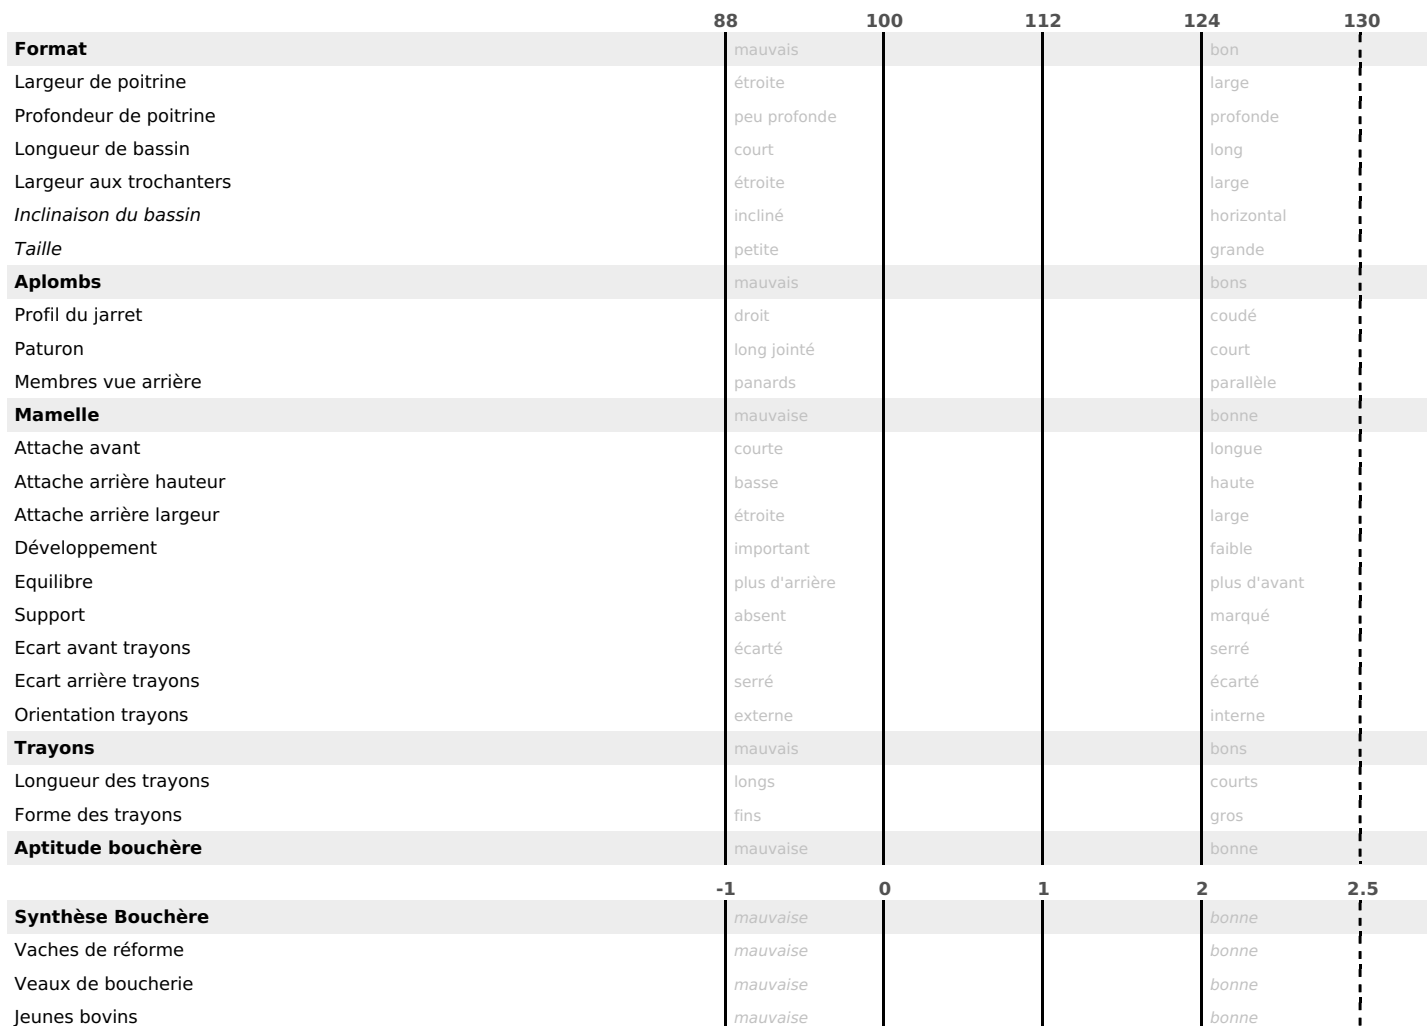 88 100 112 124 130
Format mauvais bon
Largeur de poitrine étroite large
Profondeur de poitrine peu profonde profonde
Longueur de bassin court long
Largeur aux trochanters étroite large
Inclinaison du bassin incliné horizontal
Taille petite grande
Aplombs mauvais bons
Profil du jarret droit coudé
Paturon long jointé court
Membres vue arrière panards parallèle
Mamelle mauvaise bonne
Attache avant courte longue
Attache arrière hauteur basse haute
Attache arrière largeur étroite large
Développement important faible
Equilibre plus d'arrière plus d'avant
Support absent marqué
Ecart avant trayons écarté serré
Ecart arrière trayons serré écarté
Orientation trayons externe interne
Trayons mauvais bons
Longueur des trayons longs courts
Forme des trayons fins gros
Aptitude bouchère mauvaise bonne
-1 0 1 2 2.5
Synthèse Bouchère mauvaise bonne
Vaches de réforme mauvaise bonne
Veaux de boucherie mauvaise bonne
Jeunes bovins mauvaise bonne